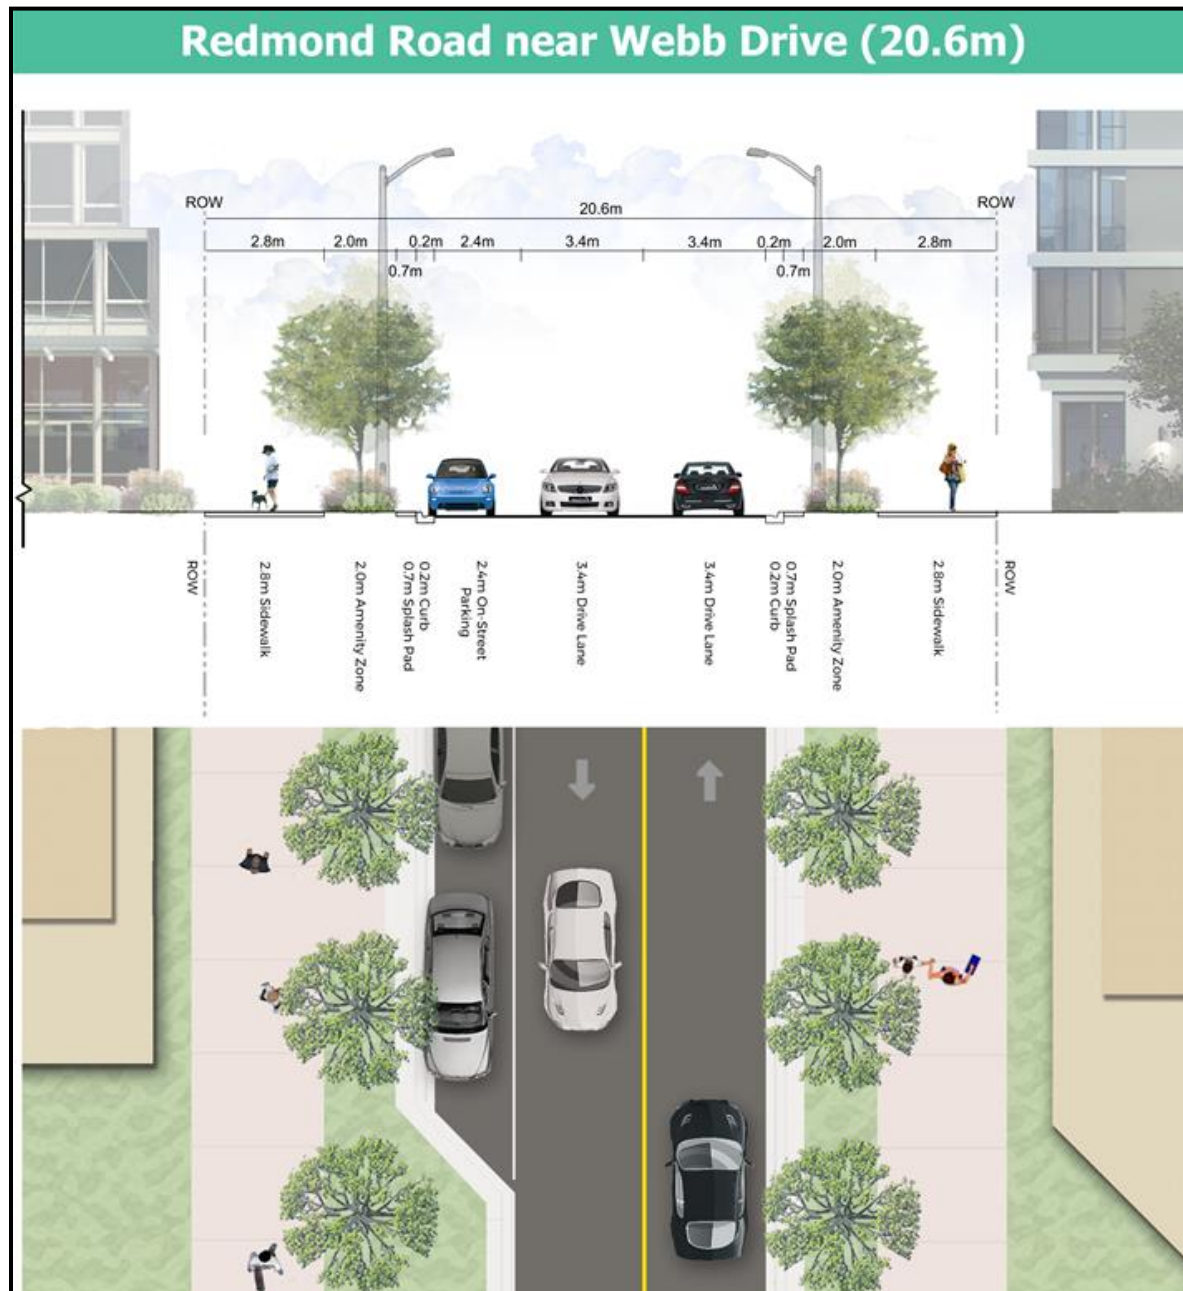 Redmond Road near Webb Drive (20.6m)
ROW
ROW
20.6m
2.8m 2.0m 0.2m 2.4m 3.4m 3.4m 0.2m 2.0m 2.8m
0.7m 0.7m
ROW
2.8m Sidewalk
2.0m Amenity Zone
0.2m Curb
0.7m Splash Pad
2.4m On-Street
Parking
3.4m Drive Lane
3.4m Drive Lane
0.7m Splash Pad
0.2m Curb
2.0m Amenity Zone
2.8m Sidewalk
ROW